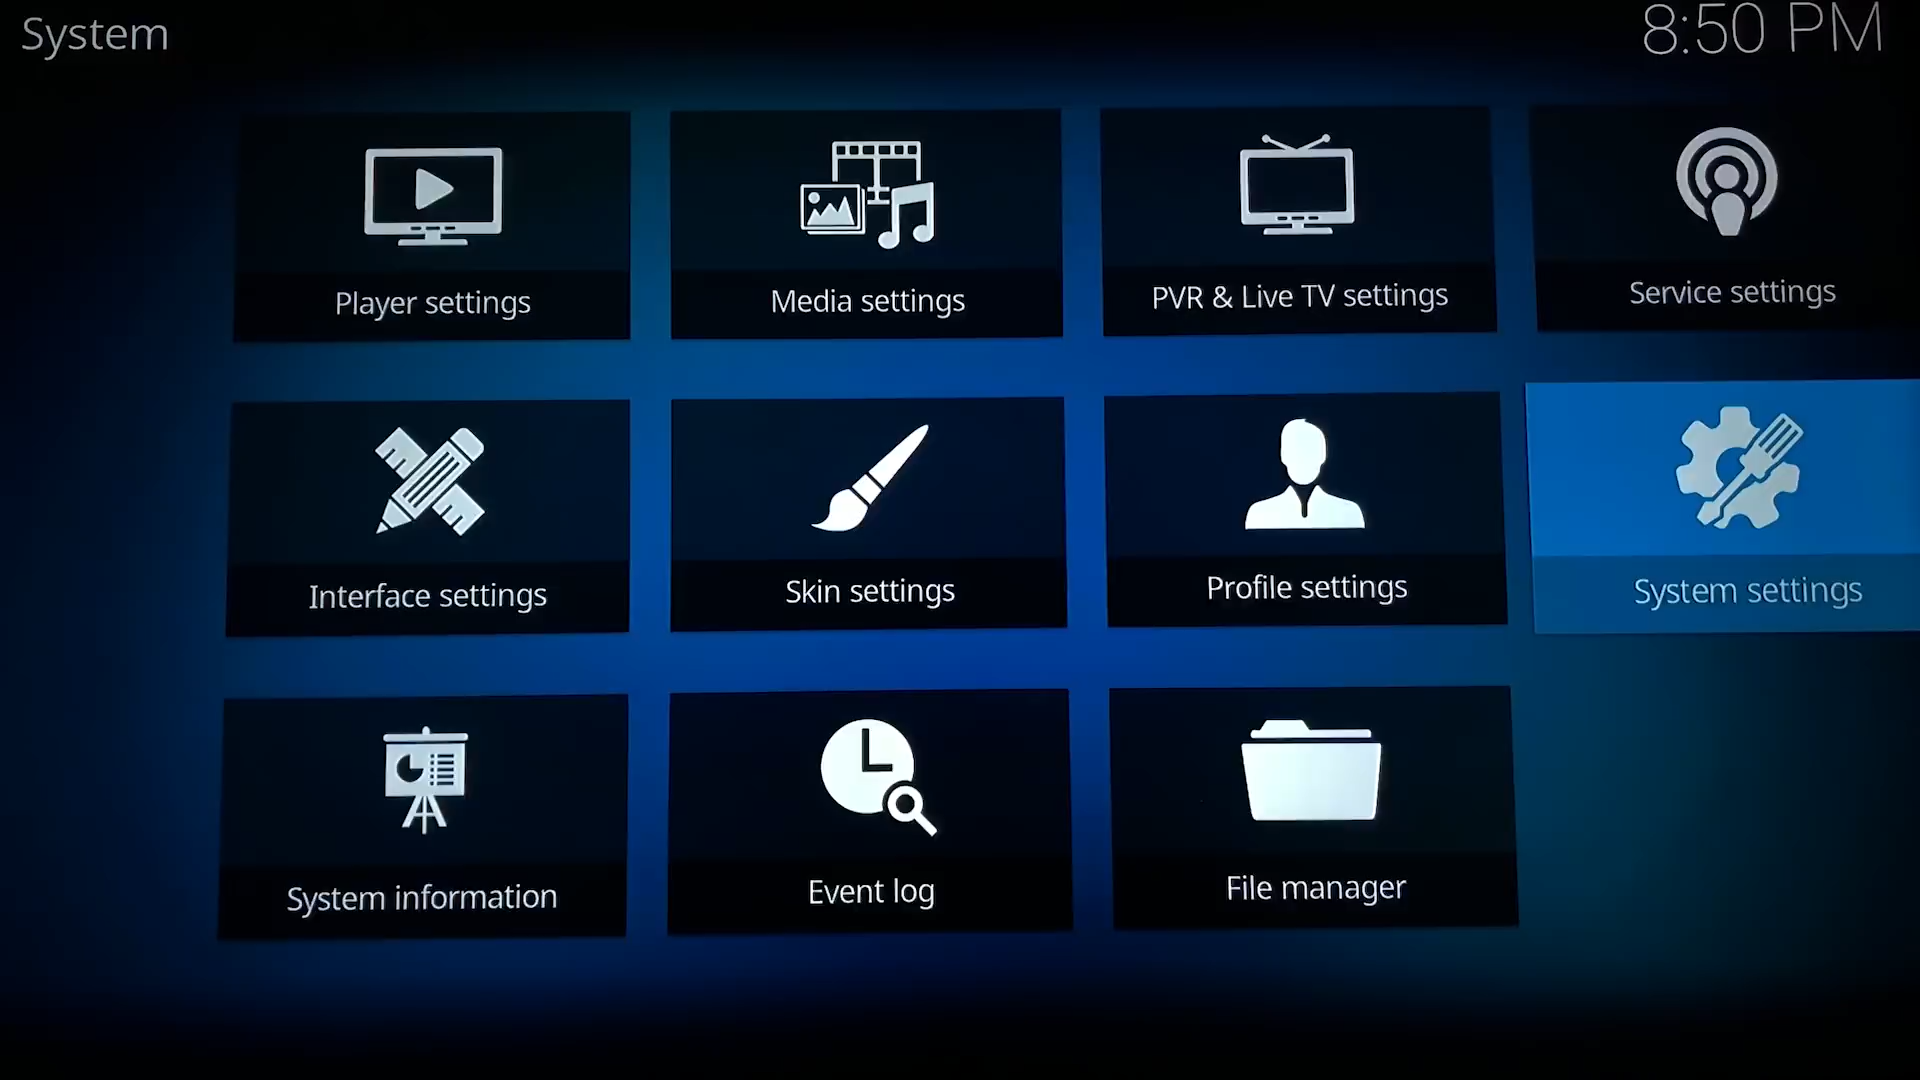 System
8:50 PM
Player settings
Media settings
PVR & Live TV settings
Service settings
Interface settings
Skin settings
Profile settings
System settings
System information
Event log
File manager